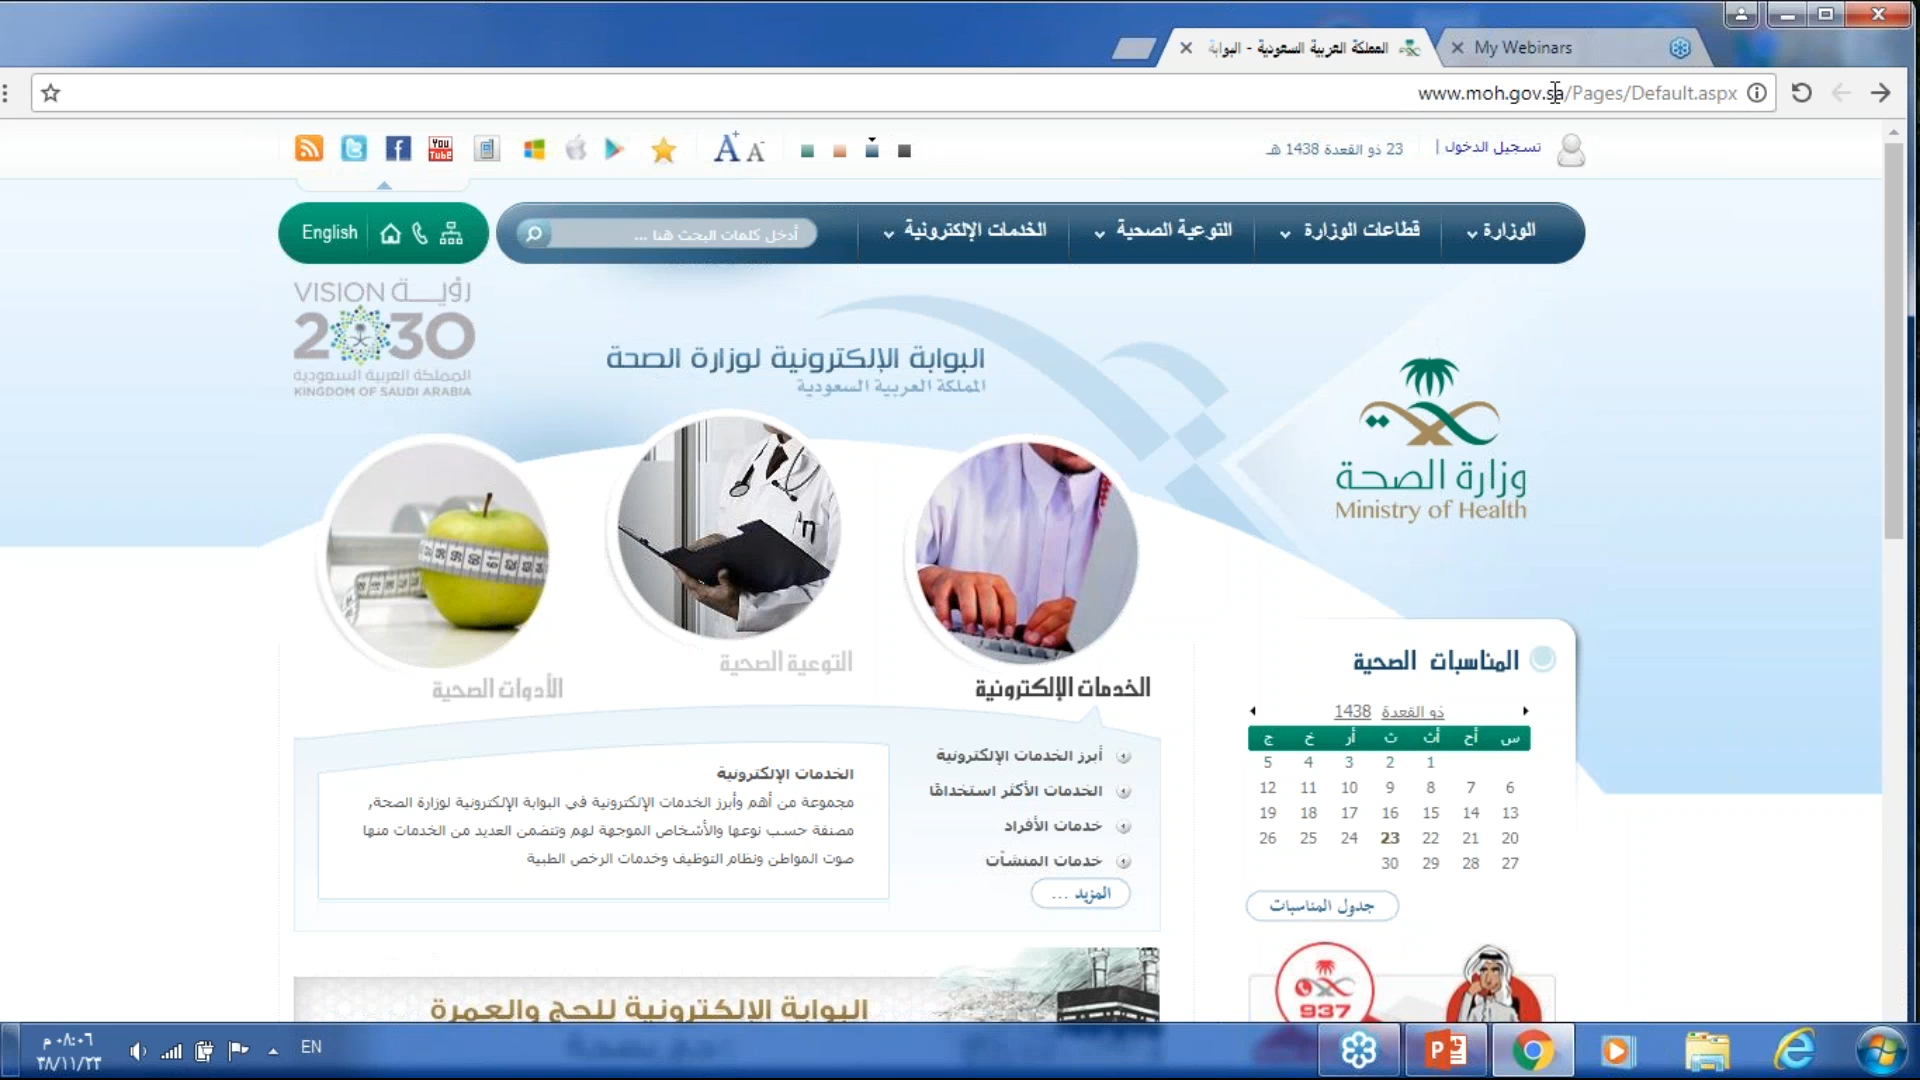 My Webinars
المملكة العربية السعودية - البوابة
www.moh.gov.sa/Pages/Default.aspx
تسجيل الدخول |
23 ذو القعدة 1438 هـ
A+ A-
You Tube
الوزارة
قطاعات الوزارة
التوعية الصحية
الخدمات الإلكترونية
أدخل كلمات البحث هنا ...
English
VISION رؤية
2030
المملكة العربية السعودية
KINGDOM OF SAUDI ARABIA
البوابة الإلكترونية لوزارة الصحة
المملكة العربية السعودية
وزارة الصحة
Ministry of Health
الخدمات الإلكترونية
التوعية الصحية
الأدوات الصحية
أبرز الخدمات الإلكترونية
الخدمات الأكثر استخدامًا
خدمات الأفراد
خدمات المنشآت
المزيد ...
الخدمات الإلكترونية
مجموعة من أهم وأبرز الخدمات الإلكترونية في البوابة الإلكترونية لوزارة الصحة,
مصنفة حسب نوعها والأشخاص الموجهة لهم وتتضمن العديد من الخدمات منها
صوت المواطن ونظام التوظيف وخدمات الرخص الطبية
المناسبات الصحية
ذو القعدة 1438
س أح أث ث أر خ ج
1 2 3 4 5
6 7 8 9 10 11 12
13 14 15 16 17 18 19
20 21 22 23 24 25 26
27 28 29 30
جدول المناسبات
937
البوابة الإلكترونية للحج والعمرة
EN
٠٨:٠٦ م
٣٨/١١/٢٣